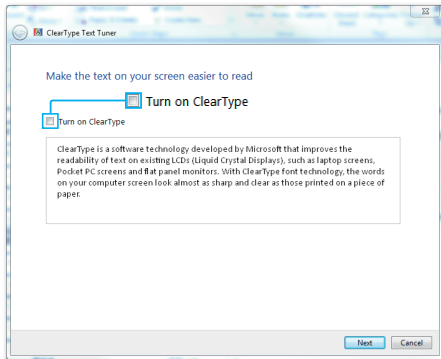 ClearType Text Tuner
Make the text on your screen easier to read
Turn on ClearType
Turn on ClearType
ClearType is a software technology developed by Microsoft that improves the
readability of text on existing LCDs (Liquid Crystal Displays), such as laptop screens,
Pocket PC screens and flat panel monitors. With ClearType font technology, the words
on your computer screen look almost as sharp and clear as those printed on a piece of
paper.
Next Cancel